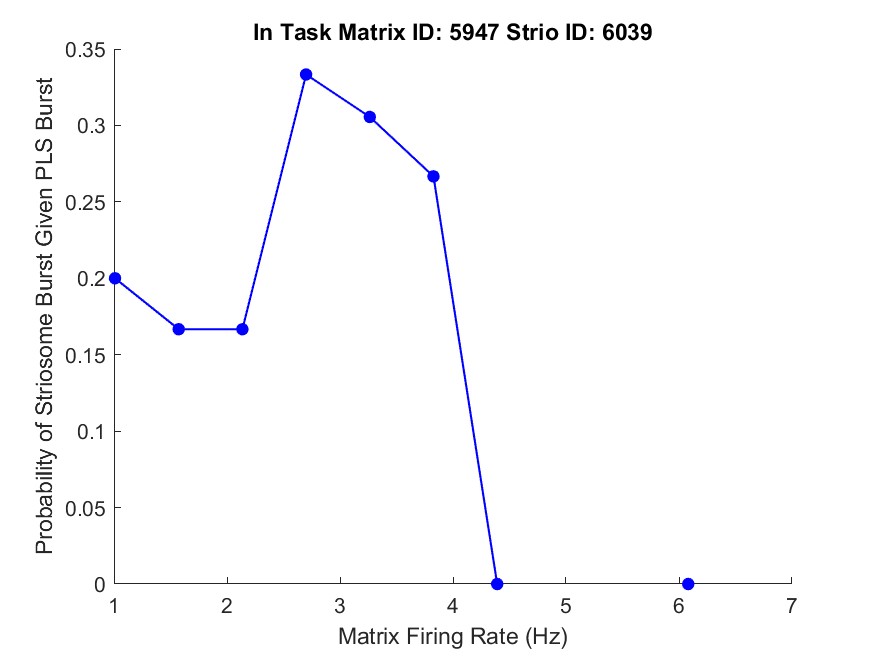 In Task Matrix ID: 5947 Strio ID: 6039
Probability of Striosome Burst Given PLS Burst
0.35
0.3
0.25
0.2
0.15
0.1
0.05
0
1 2 3 4 5 6 7
Matrix Firing Rate (Hz)